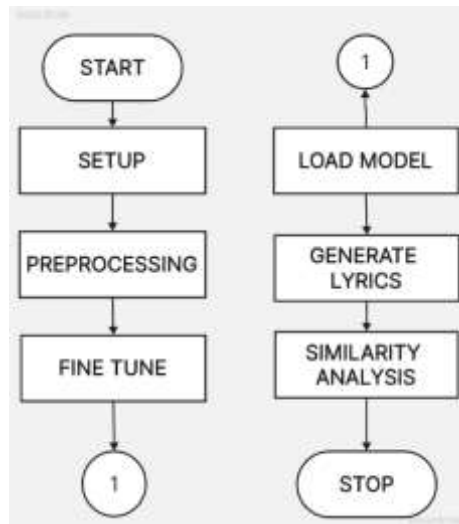 START
SETUP
PREPROCESSING
FINE TUNE
1
1
LOAD MODEL
GENERATE
LYRICS
SIMILARITY
ANALYSIS
STOP